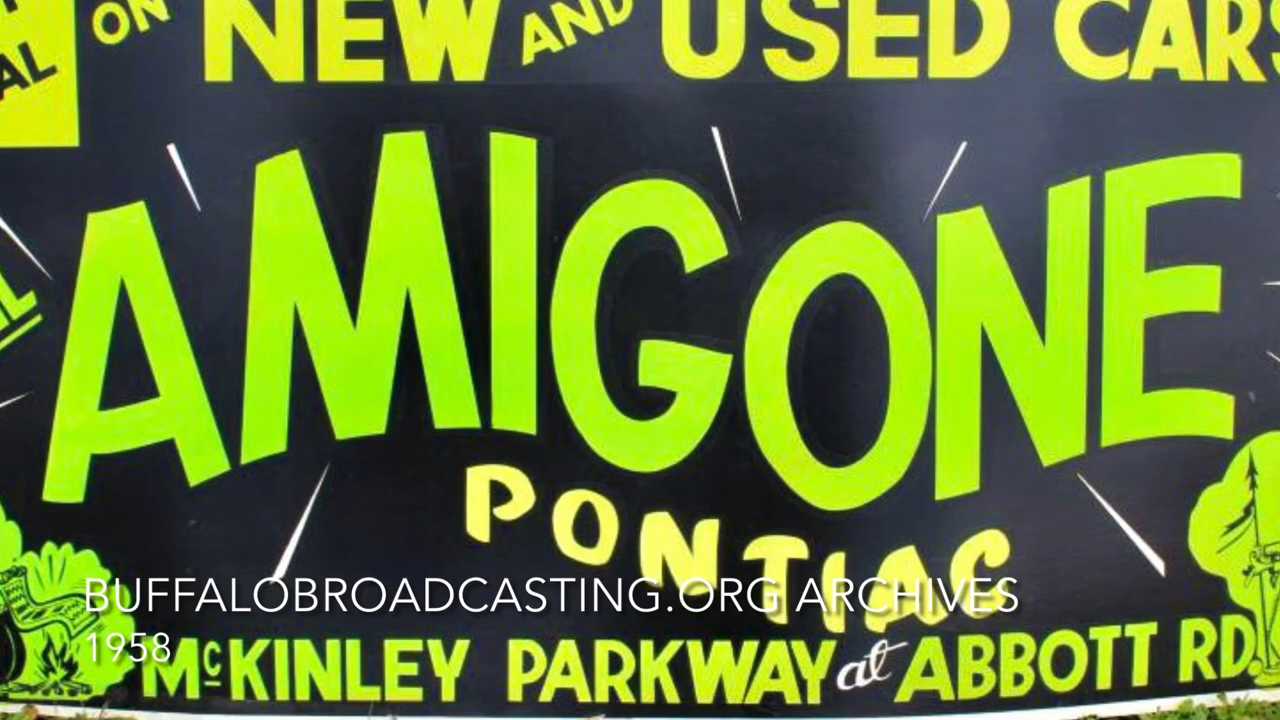 ON NEW AND USED CARS
AMIGONE
PONTIAC
BUFFALOBROADCASTING.ORG ARCHIVES
1958
McKINLEY PARKWAY at ABBOTT RD.